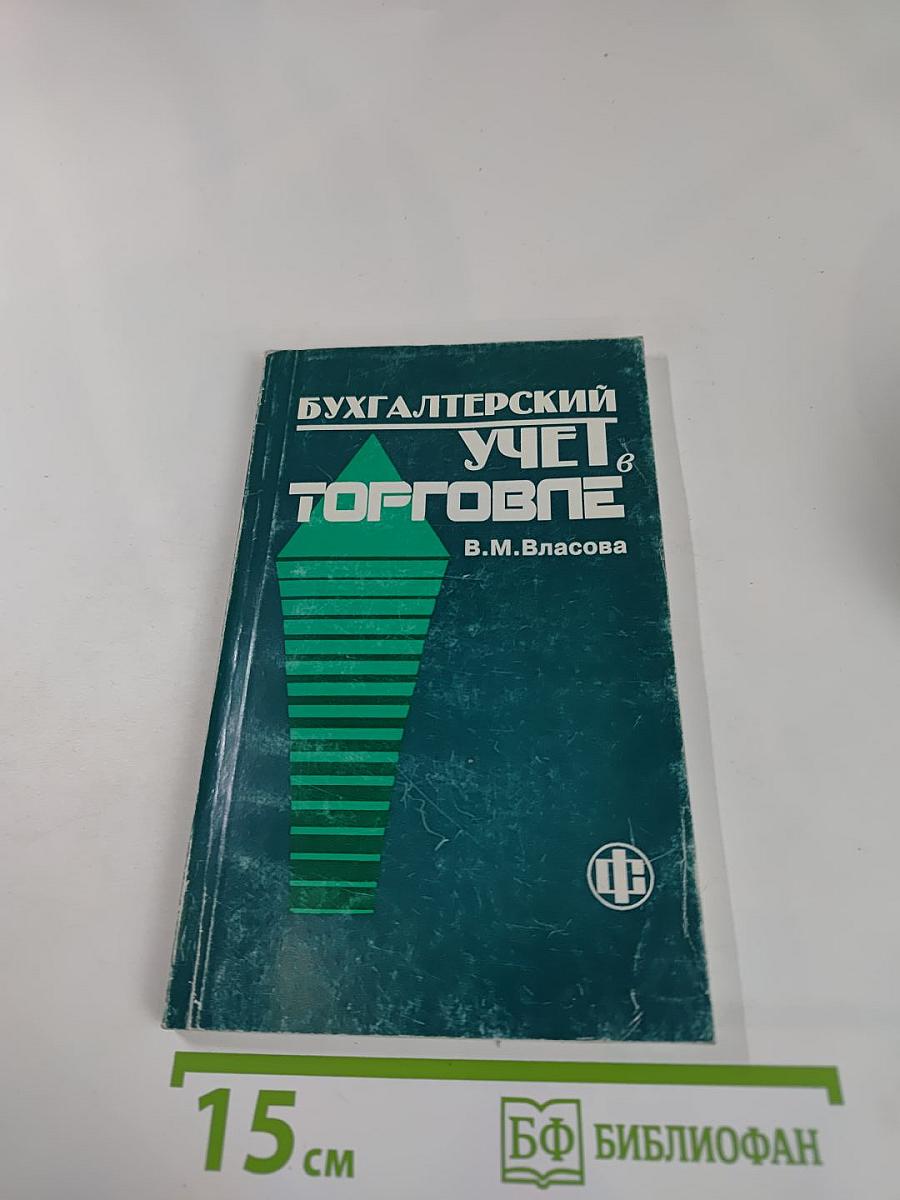 БУХГАЛТЕРСКИЙ
УЧЕТ в
ТОРГОВЛЕ
В.М.Власова
ФС
15 см
БФ БИБЛИОФАН